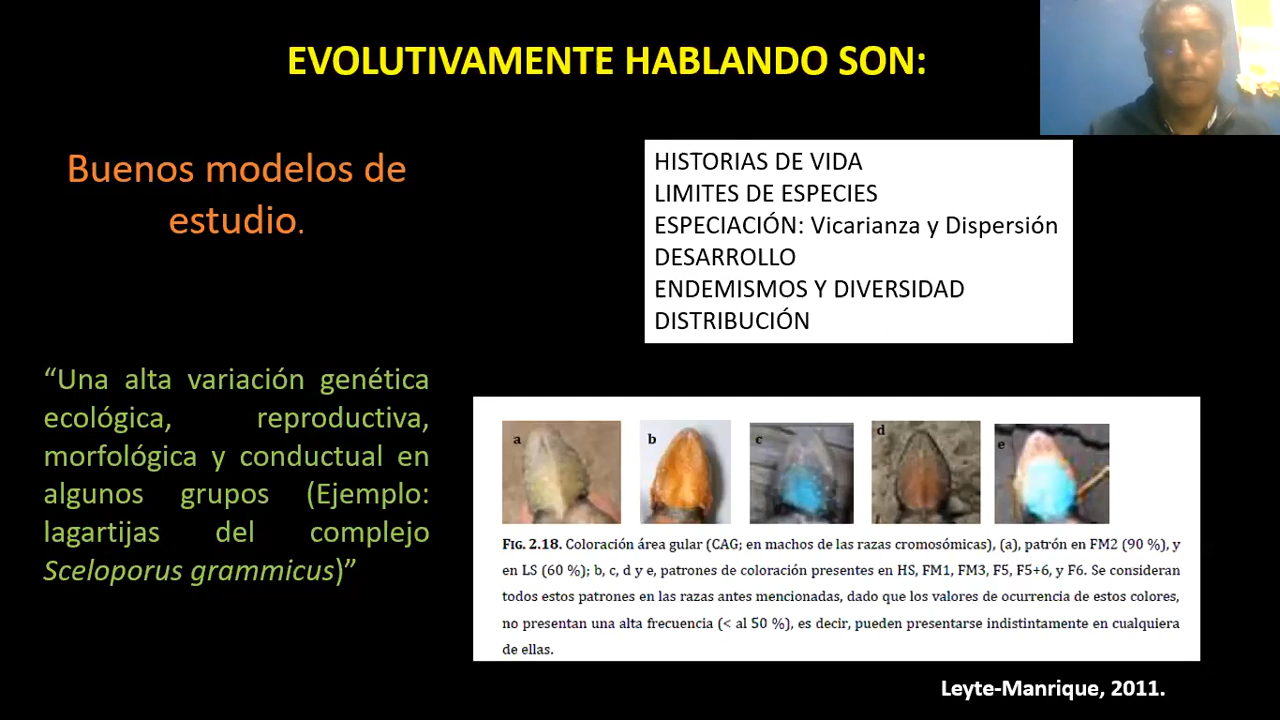 EVOLUTIVAMENTE HABLANDO SON:
Buenos modelos de
estudio.
HISTORIAS DE VIDA
LIMITES DE ESPECIES
ESPECIACIÓN: Vicarianza y Dispersión
DESARROLLO
ENDEMISMOS Y DIVERSIDAD
DISTRIBUCIÓN
“Una alta variación genética
ecológica, reproductiva,
morfológica y conductual en
algunos grupos (Ejemplo:
lagartijas del complejo
Sceloporus grammicus)”
a
b
c
d
e
FIG. 2.18. Coloración área gular (CAG; en machos de las razas cromosómicas), (a), patrón en FM2 (90 %), y
en LS (60 %); b, c, d y e, patrones de coloración presentes en HS, FM1, FM3, F5, F5+6, y F6. Se consideran
todos estos patrones en las razas antes mencionadas, dado que los valores de ocurrencia de estos colores,
no presentan una alta frecuencia (< al 50 %), es decir, pueden presentarse indistintamente en cualquiera
de ellas.
Leyte-Manrique, 2011.